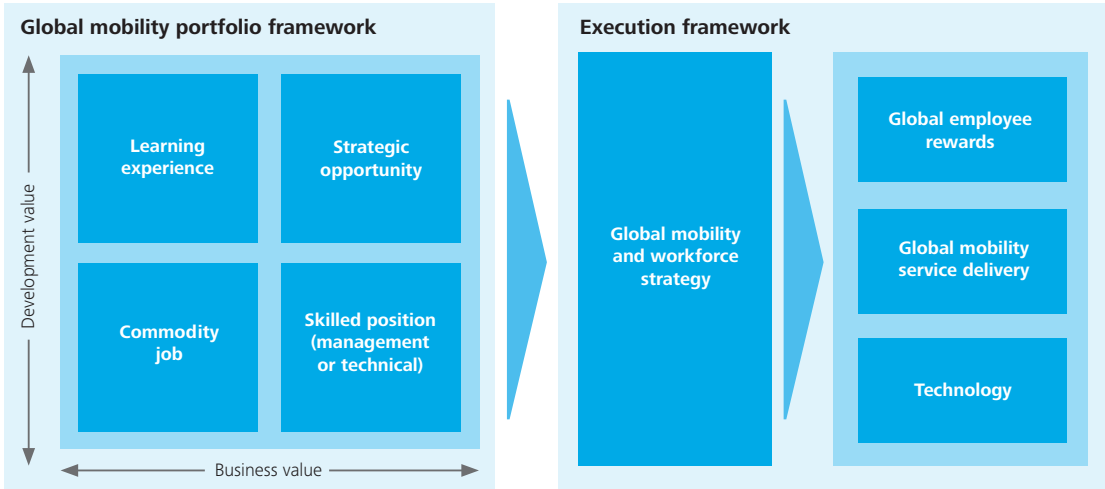 Global mobility portfolio framework
Development value
Learning
experience
Strategic
opportunity
Commodity
job
Skilled position
(management
or technical)
Business value
Execution framework
Global mobility
and workforce
strategy
Global employee
rewards
Global mobility
service delivery
Technology